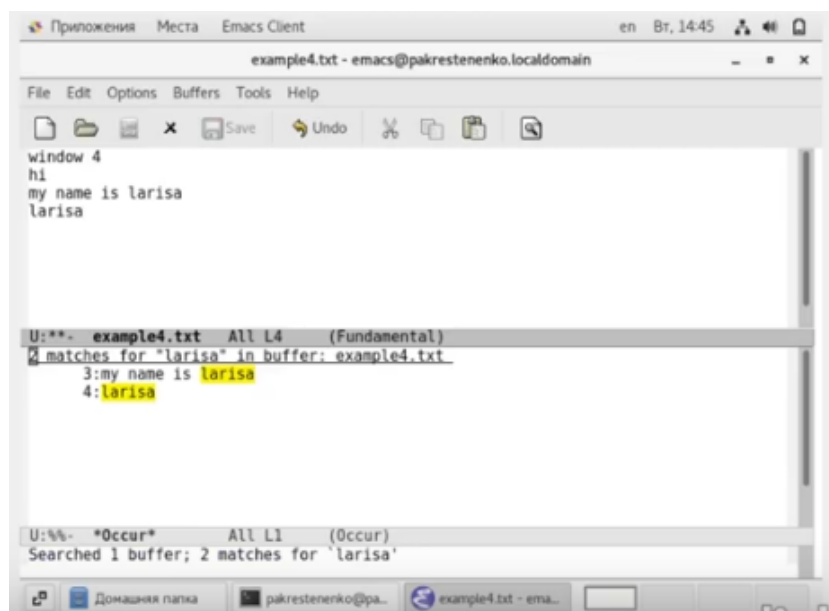 Приложения Места Emacs Client en Вт, 14:45
example4.txt - emacs@pakrestenenko.localdomain
File Edit Options Buffers Tools Help
Save Undo
window 4
hi
my name is larisa
larisa
U:**- example4.txt All L4 (Fundamental)
2 matches for "larisa" in buffer: example4.txt
3:my name is larisa
4:larisa
U:%%- *Occur* All L1 (Occur)
Searched 1 buffer; 2 matches for `larisa'
Домашняя папка pakrestenenko@pa... example4.txt - ema...